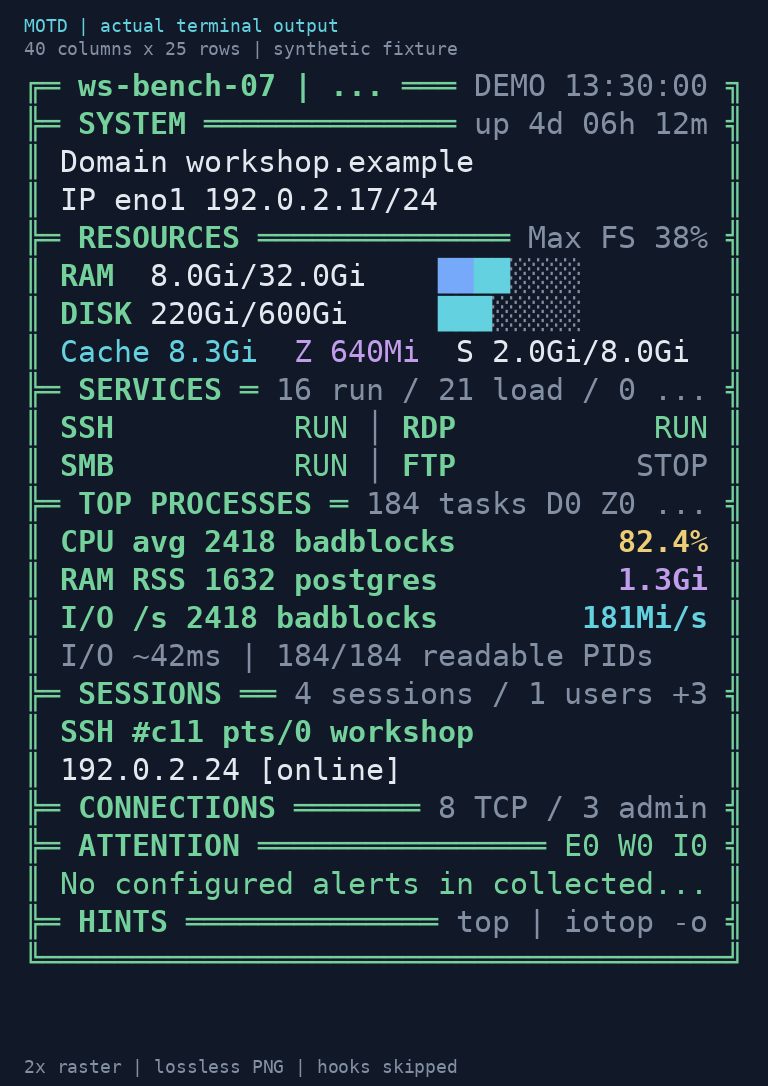 MOTD | actual terminal output
40 columns x 25 rows | synthetic fixture
╔═ ws-bench-07 | ... ═══ DEMO 13:30:00 ╗
╠═ SYSTEM ══════════════ up 4d 06h 12m ╣
║ Domain workshop.example              ║
║ IP eno1 192.0.2.17/24                ║
╠═ RESOURCES ══════════════ Max FS 38% ╣
║ RAM  8.0Gi/32.0Gi    ████░░░░        ║
║ DISK 220Gi/600Gi     ███░░░░░        ║
║ Cache 8.3Gi  Z 640Mi  S 2.0Gi/8.0Gi  ║
╠═ SERVICES ═ 16 run / 21 load / 0 ... ╣
║ SSH          RUN │ RDP           RUN ║
║ SMB          RUN │ FTP          STOP ║
╠═ TOP PROCESSES ═ 184 tasks D0 Z0 ... ╣
║ CPU avg 2418 badblocks         82.4% ║
║ RAM RSS 1632 postgres          1.3Gi ║
║ I/O /s 2418 badblocks        181Mi/s ║
║ I/O ~42ms | 184/184 readable PIDs    ║
╠═ SESSIONS ══ 4 sessions / 1 users +3 ╣
║ SSH #c11 pts/0 workshop              ║
║ 192.0.2.24 [online]                  ║
╠═ CONNECTIONS ═══════ 8 TCP / 3 admin ╣
╠═ ATTENTION ════════════════ E0 W0 I0 ╣
║ No configured alerts in collected... ║
╠═ HINTS ══════════════ top | iotop -o ╣
╚══════════════════════════════════════╝
2x raster | lossless PNG | hooks skipped